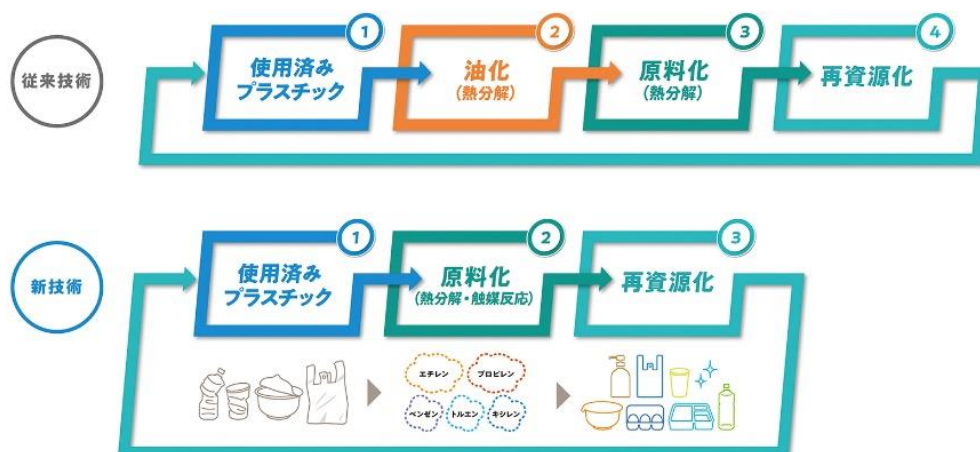 従来技術
1
使用済み
プラスチック
2
油化
(熱分解)
3
原料化
(熱分解)
4
再資源化
新技術
1
使用済み
プラスチック
2
原料化
(熱分解・触媒反応)
3
再資源化
エチレン
プロピレン
ベンゼン
トルエン
キシレン